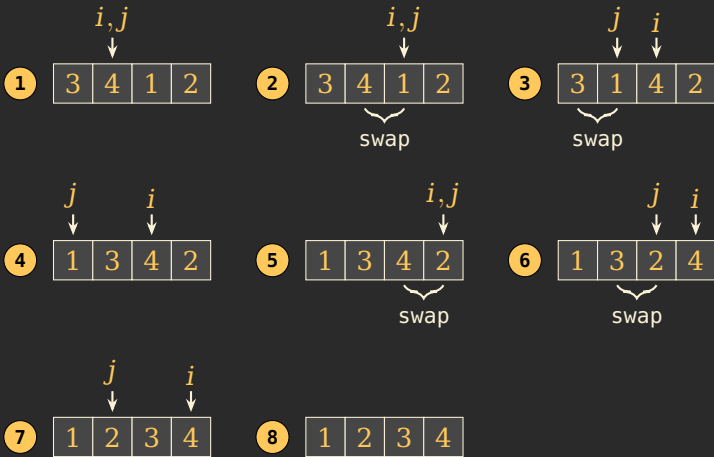 i, j i, j j i
1 3 4 1 2 2 3 4 1 2 3 3 1 4 2
swap swap swap
j i i, j j i
4 1 3 4 2 5 1 3 4 2 6 1 3 2 4
swap swap
j i
7 1 2 3 4 8 1 2 3 4